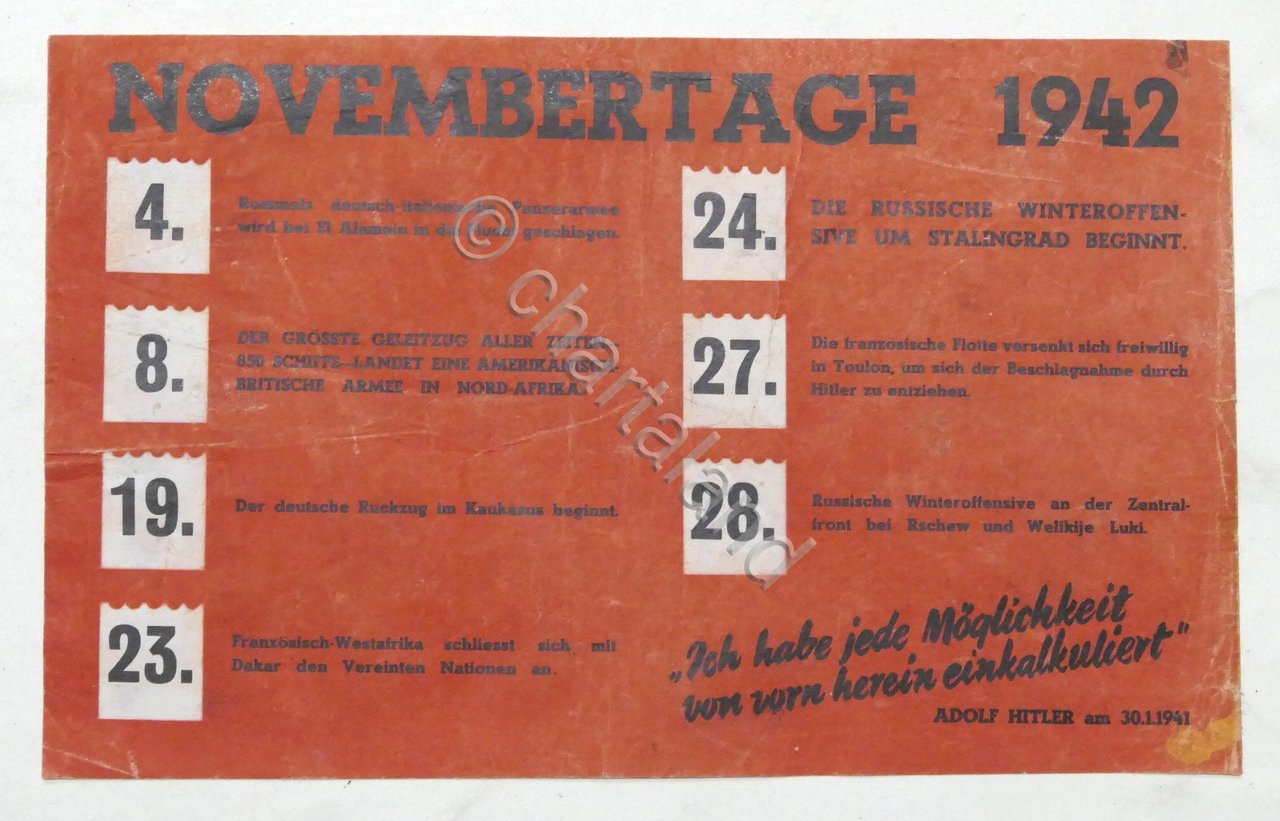 NOVEMBERTAGE 1942
4.
Rommels deutsch-italienische Panzerarmee
wird bei El Alamein in die Flucht geschlagen.
8.
DER GRÖSSTE GELEITZUG ALLER ZEITEN--
850 SCHIFFE--LANDET EINE AMERIKANISCH-
BRITISCHE ARMEE IN NORD-AFRIKA.
19.
Der deutsche Rückzug im Kaukasus beginnt.
23.
Französisch-Westafrika schliesst sich mit
Dakar den Vereinten Nationen an.
24.
DIE RUSSISCHE WINTEROFFEN-
SIVE UM STALINGRAD BEGINNT.
27.
Die französische Flotte versenkt sich freiwillig
in Toulon, um sich der Beschlagnahme durch
Hitler zu entziehen.
28.
Russische Winteroffensive an der Zentral-
front bei Rschew und Welikije Luki.
„Ich habe jede Möglichkeit
von vorn herein einkalkuliert"
ADOLF HITLER am 30.1.1941
© chartaland